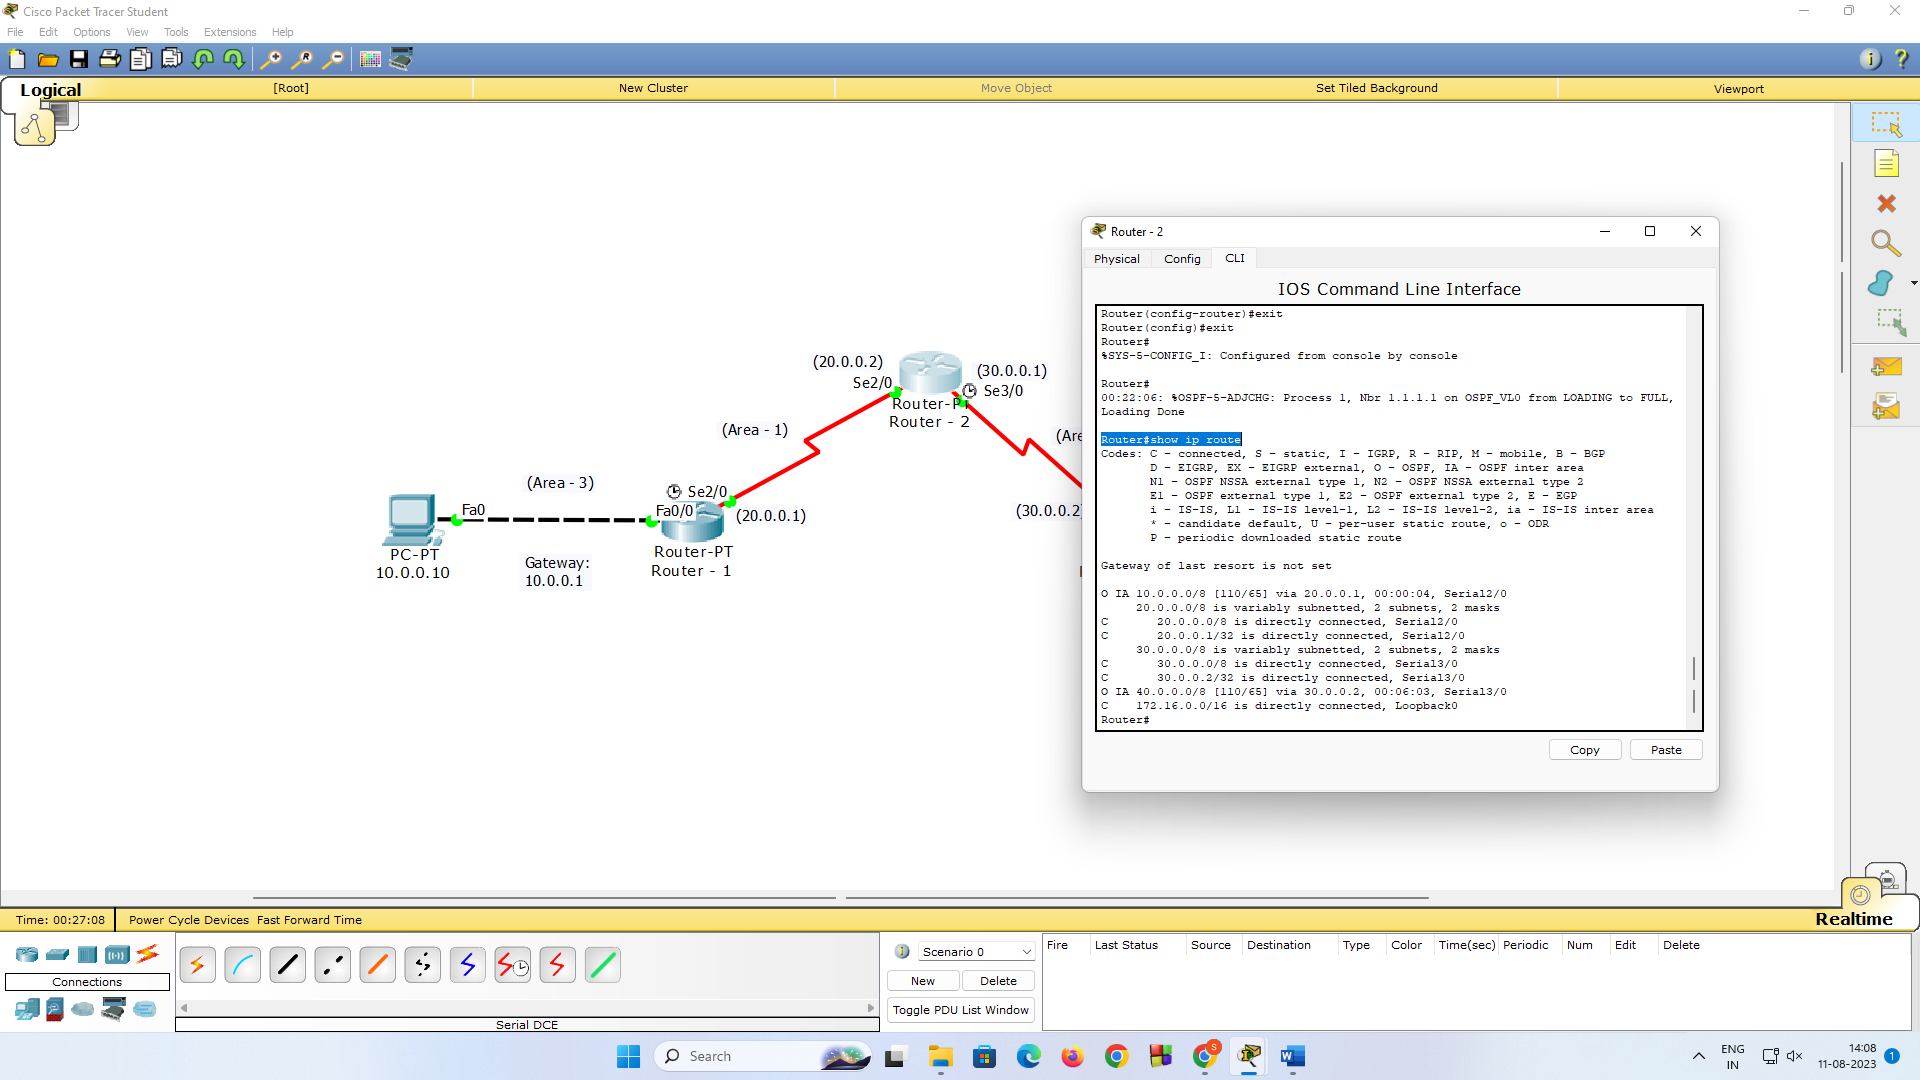 Cisco Packet Tracer Student
File Edit Options View Tools Extensions Help
Logical [Root] New Cluster Move Object Set Tiled Background Viewport
(20.0.0.2)
Se2/0
(30.0.0.1)
Se3/0
Router-PT
Router - 2
(Area - 1)
(Are
(Area - 3)
Se2/0
Fa0
Fa0/0
(20.0.0.1)
(30.0.0.2)
PC-PT
10.0.0.10
Gateway:
10.0.0.1
Router-PT
Router - 1
Router - 2
Physical Config CLI
IOS Command Line Interface
Router(config-router)#exit
Router(config)#exit
Router#
%SYS-5-CONFIG_I: Configured from console by console
Router#
00:22:06: %OSPF-5-ADJCHG: Process 1, Nbr 1.1.1.1 on OSPF_VL0 from LOADING to FULL,
Loading Done
Router#show ip route
Codes: C - connected, S - static, I - IGRP, R - RIP, M - mobile, B - BGP
D - EIGRP, EX - EIGRP external, O - OSPF, IA - OSPF inter area
N1 - OSPF NSSA external type 1, N2 - OSPF NSSA external type 2
E1 - OSPF external type 1, E2 - OSPF external type 2, E - EGP
i - IS-IS, L1 - IS-IS level-1, L2 - IS-IS level-2, ia - IS-IS inter area
* - candidate default, U - per-user static route, o - ODR
P - periodic downloaded static route
Gateway of last resort is not set
O IA 10.0.0.0/8 [110/65] via 20.0.0.1, 00:00:04, Serial2/0
20.0.0.0/8 is variably subnetted, 2 subnets, 2 masks
C 20.0.0.0/8 is directly connected, Serial2/0
C 20.0.0.1/32 is directly connected, Serial2/0
30.0.0.0/8 is variably subnetted, 2 subnets, 2 masks
C 30.0.0.0/8 is directly connected, Serial3/0
C 30.0.0.2/32 is directly connected, Serial3/0
O IA 40.0.0.0/8 [110/65] via 30.0.0.2, 00:06:03, Serial3/0
C 172.16.0.0/16 is directly connected, Loopback0
Router#
Copy Paste
Time: 00:27:08 Power Cycle Devices Fast Forward Time Realtime
Connections
Serial DCE
Scenario 0
New Delete
Toggle PDU List Window
Fire Last Status Source Destination Type Color Time(sec) Periodic Num Edit Delete
Search
ENG
IN
14:08
11-08-2023
1